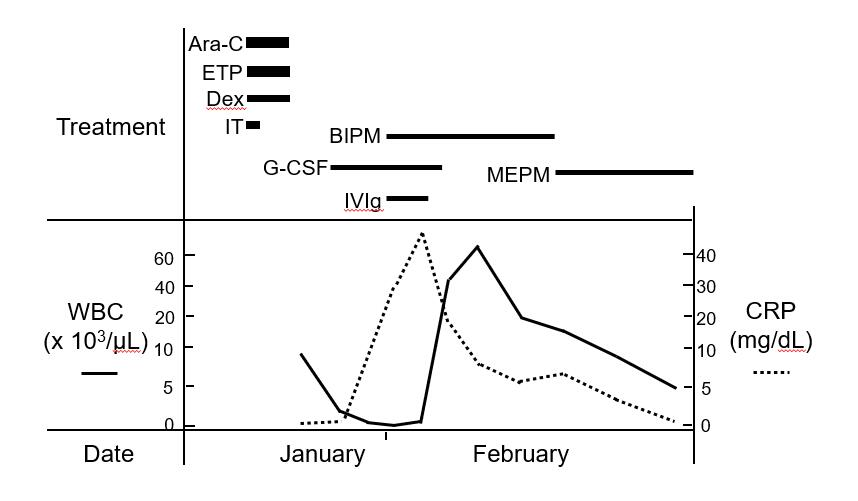 Ara-C
ETP
Dex
IT
Treatment
BIPM
G-CSF
MEPM
IVIg
60
40
20
10
5
0
WBC
(x 10³/µL)
40
30
20
10
5
0
CRP
(mg/dL)
Date
January
February